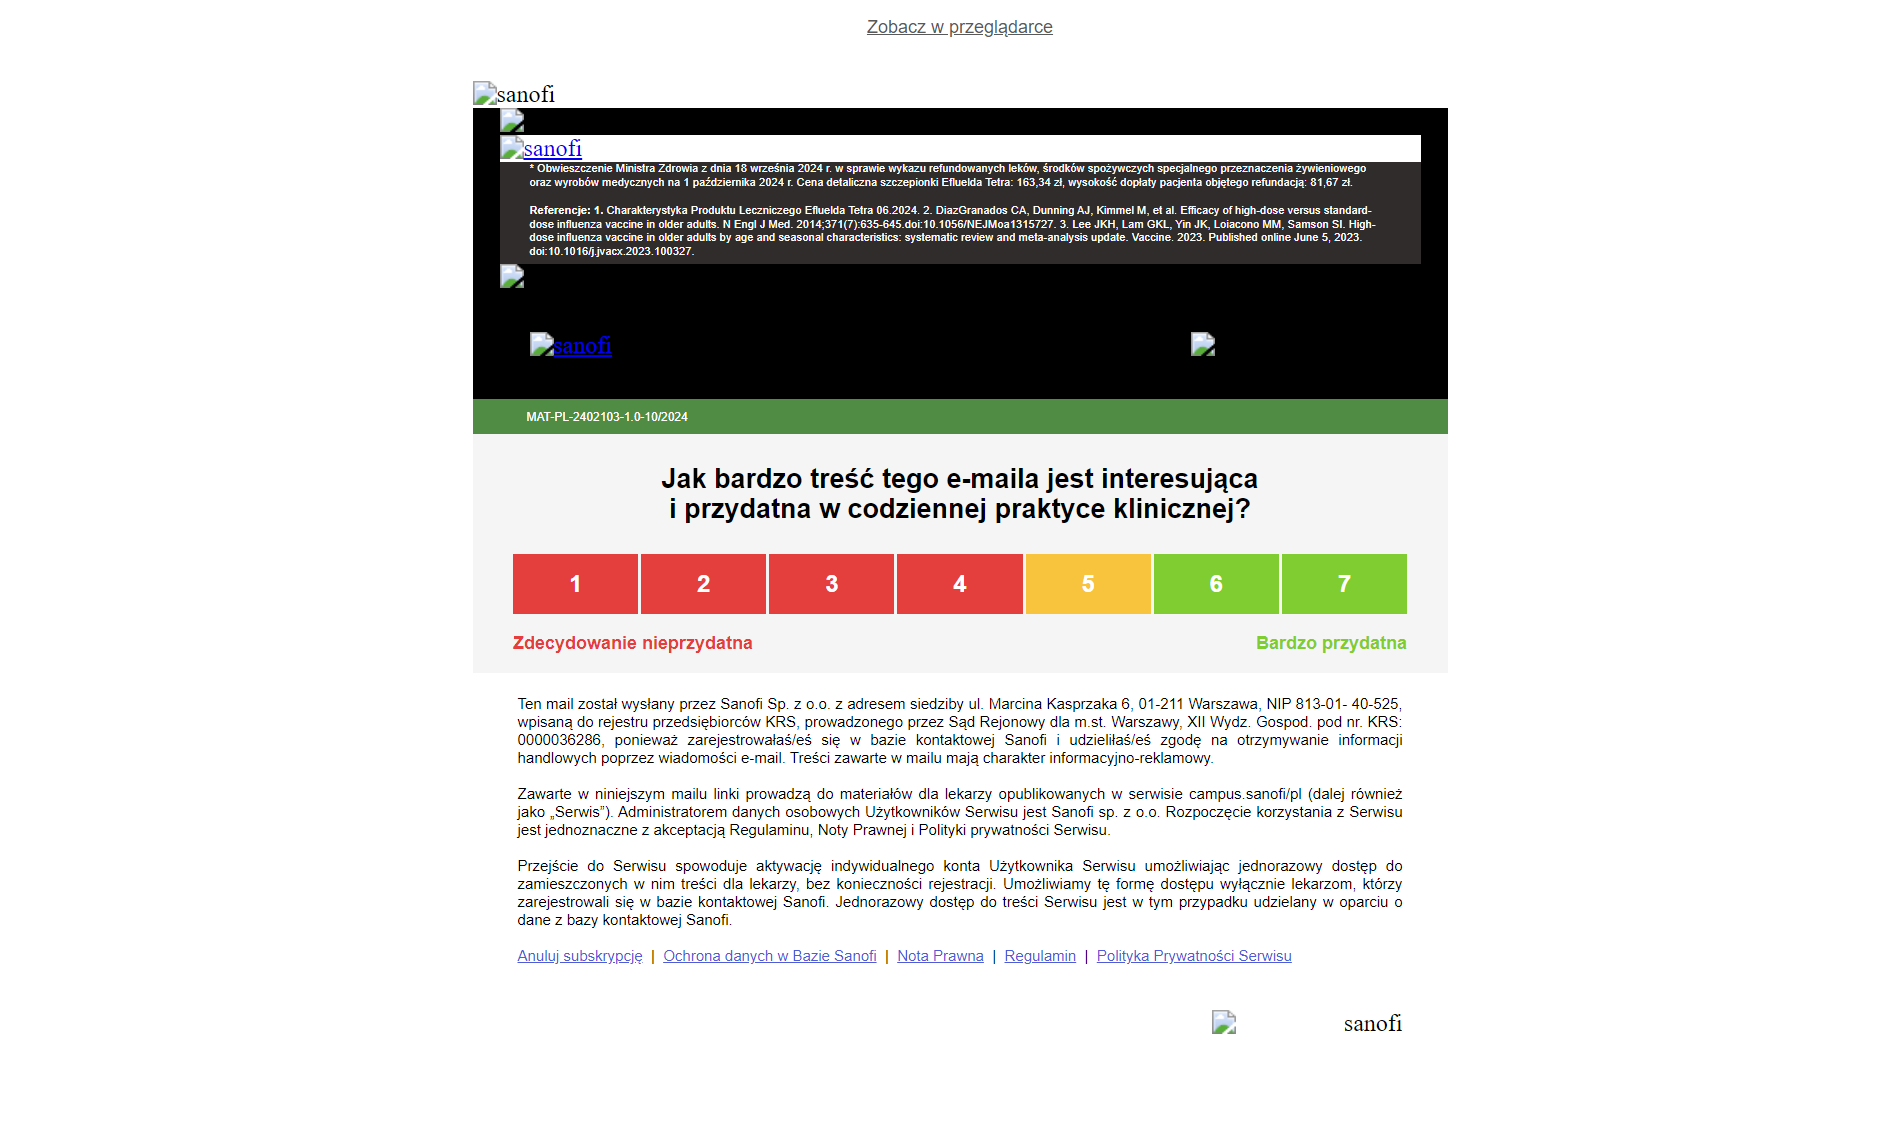 Zobacz w przeglądarce
sanofi
sanofi
* Obwieszczenie Ministra Zdrowia z dnia 18 września 2024 r. w sprawie wykazu refundowanych leków, środków spożywczych specjalnego przeznaczenia żywieniowego
oraz wyrobów medycznych na 1 października 2024 r. Cena detaliczna szczepionki Efluelda Tetra: 163,34 zł, wysokość dopłaty pacjenta objętego refundacją: 81,67 zł.
Referencje: 1. Charakterystyka Produktu Leczniczego Efluelda Tetra 06.2024. 2. DiazGranados CA, Dunning AJ, Kimmel M, et al. Efficacy of high-dose versus standard-
dose influenza vaccine in older adults. N Engl J Med. 2014;371(7):635-645.doi:10.1056/NEJMoa1315727. 3. Lee JKH, Lam GKL, Yin JK, Loiacono MM, Samson SI. High-
dose influenza vaccine in older adults by age and seasonal characteristics: systematic review and meta-analysis update. Vaccine. 2023. Published online June 5, 2023.
doi:10.1016/j.jvacx.2023.100327.
sanofi
MAT-PL-2402103-1.0-10/2024
Jak bardzo treść tego e-maila jest interesująca
i przydatna w codziennej praktyce klinicznej?
1 2 3 4 5 6 7
Zdecydowanie nieprzydatna Bardzo przydatna
Ten mail został wysłany przez Sanofi Sp. z o.o. z adresem siedziby ul. Marcina Kasprzaka 6, 01-211 Warszawa, NIP 813-01- 40-525,
wpisaną do rejestru przedsiębiorców KRS, prowadzonego przez Sąd Rejonowy dla m.st. Warszawy, XII Wydz. Gospod. pod nr. KRS:
0000036286, ponieważ zarejestrowałaś/eś się w bazie kontaktowej Sanofi i udzieliłaś/eś zgodę na otrzymywanie informacji
handlowych poprzez wiadomości e-mail. Treści zawarte w mailu mają charakter informacyjno-reklamowy.
Zawarte w niniejszym mailu linki prowadzą do materiałów dla lekarzy opublikowanych w serwisie campus.sanofi/pl (dalej również
jako „Serwis”). Administratorem danych osobowych Użytkowników Serwisu jest Sanofi sp. z o.o. Rozpoczęcie korzystania z Serwisu
jest jednoznaczne z akceptacją Regulaminu, Noty Prawnej i Polityki prywatności Serwisu.
Przejście do Serwisu spowoduje aktywację indywidualnego konta Użytkownika Serwisu umożliwiając jednorazowy dostęp do
zamieszczonych w nim treści dla lekarzy, bez konieczności rejestracji. Umożliwiamy tę formę dostępu wyłącznie lekarzom, którzy
zarejestrowali się w bazie kontaktowej Sanofi. Jednorazowy dostęp do treści Serwisu jest w tym przypadku udzielany w oparciu o
dane z bazy kontaktowej Sanofi.
Anuluj subskrypcję | Ochrona danych w Bazie Sanofi | Nota Prawna | Regulamin | Polityka Prywatności Serwisu
sanofi